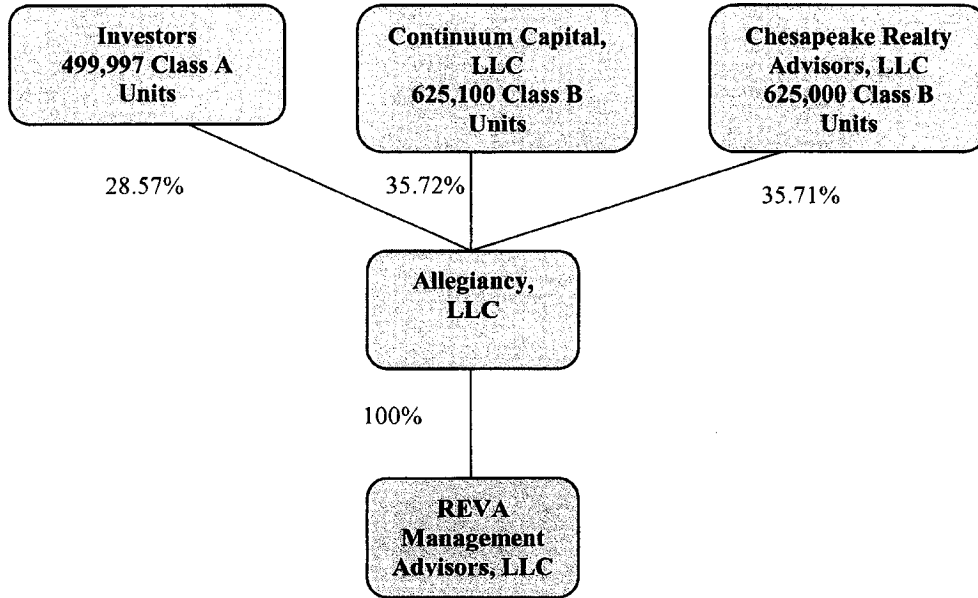 Investors
499,997 Class A
Units
Continuum Capital,
LLC
625,100 Class B
Units
Chesapeake Realty
Advisors, LLC
625,000 Class B
Units
28.57%
35.72%
35.71%
Allegiancy,
LLC
100%
REVA
Management
Advisors, LLC